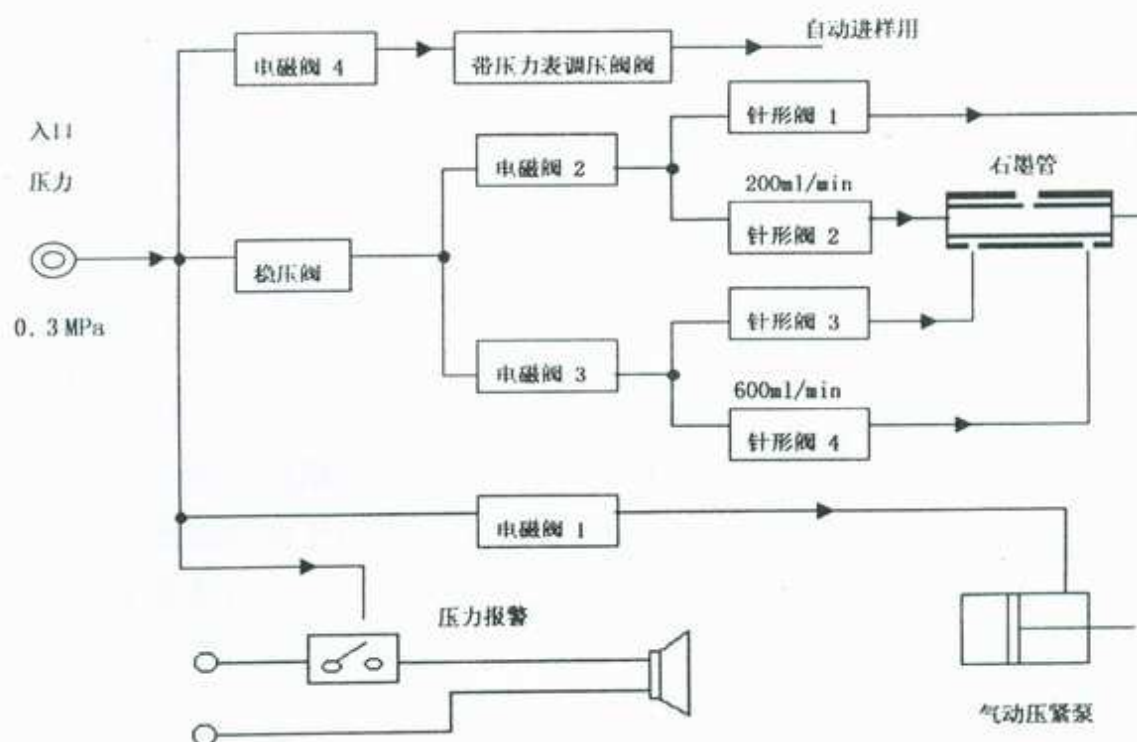 自动进样用
电磁阀 4
带压力表调压阀阀
入口
压力
针形阀 1
电磁阀 2
石墨管
200ml/min
针形阀 2
稳压阀
0.3MPa
针形阀 3
电磁阀 3
600ml/min
针形阀 4
电磁阀 1
压力报警
气动压紧泵